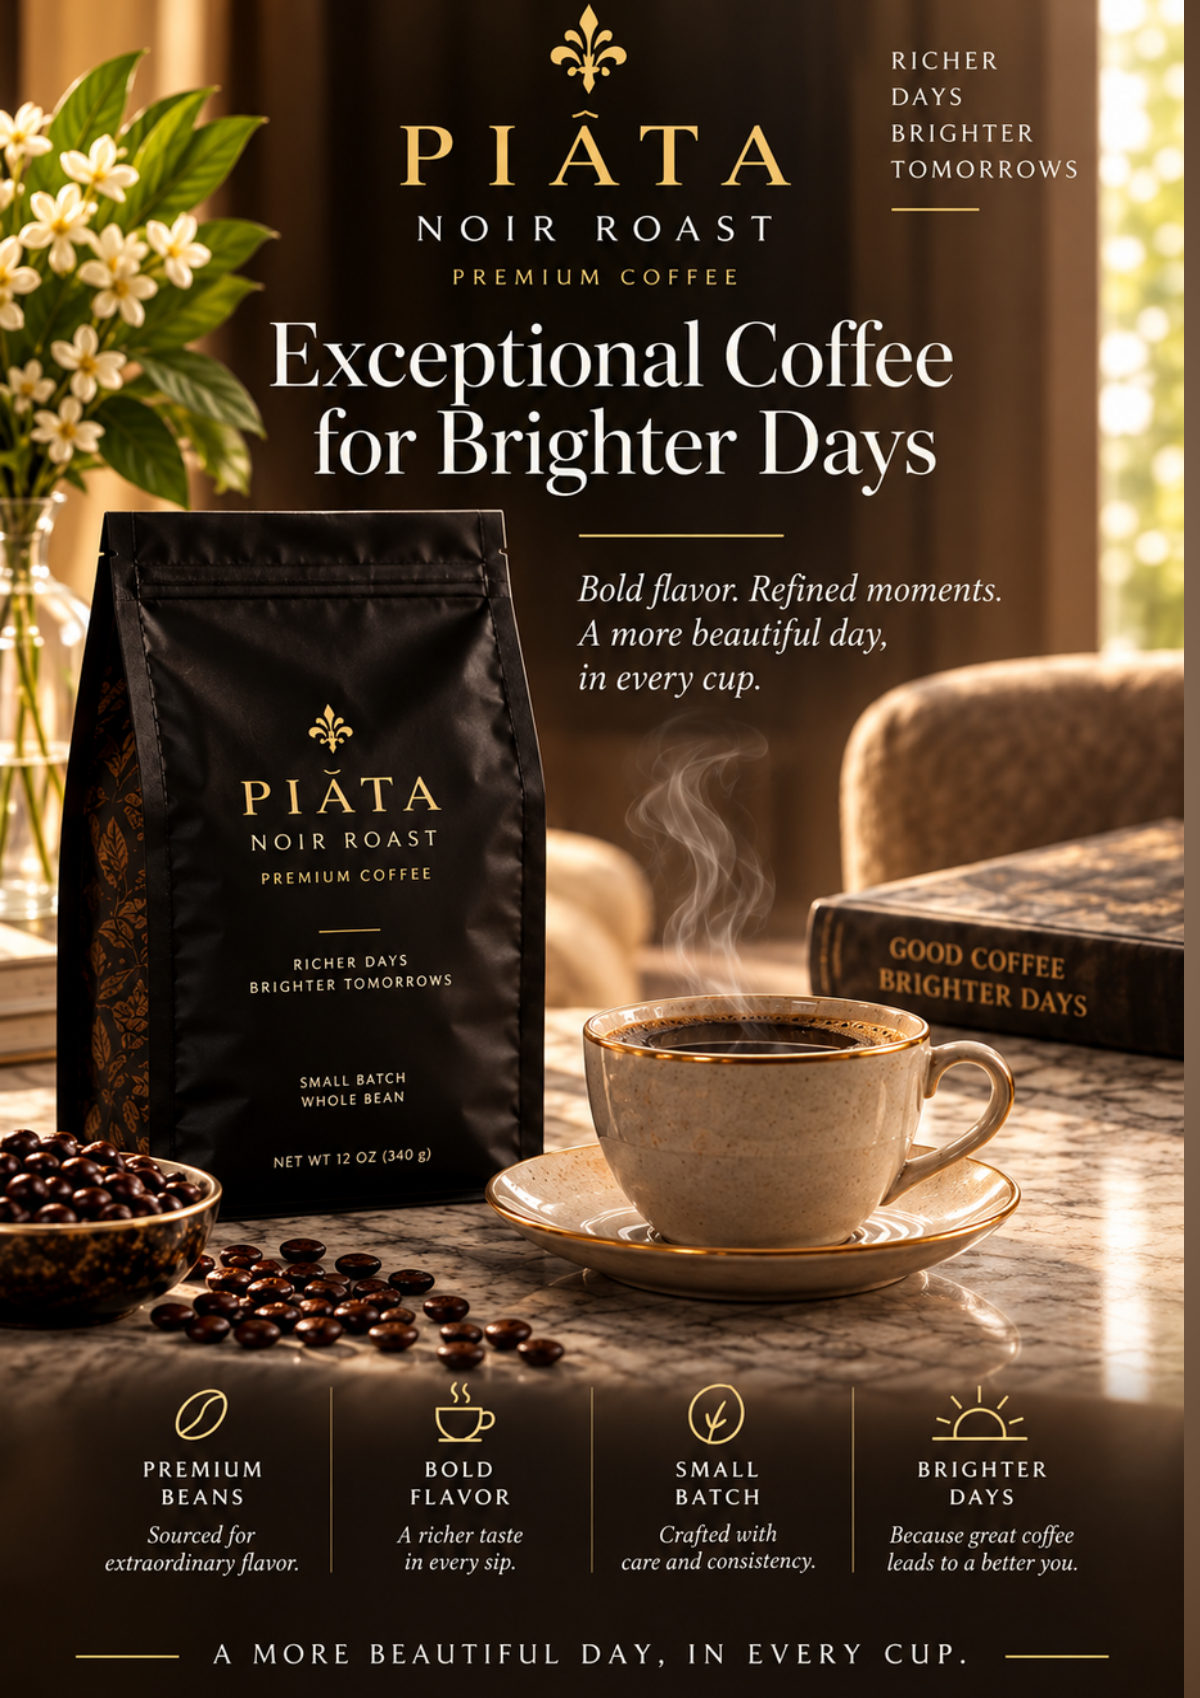 PIÂTA
NOIR ROAST
PREMIUM COFFEE
RICHER
DAYS
BRIGHTER
TOMORROWS
Exceptional Coffee
for Brighter Days
Bold flavor. Refined moments.
A more beautiful day,
in every cup.
PIĂTA
NOIR ROAST
PREMIUM COFFEE
RICHER DAYS
BRIGHTER TOMORROWS
SMALL BATCH
WHOLE BEAN
NET WT 12 OZ (340 g)
GOOD COFFEE
BRIGHTER DAYS
PREMIUM
BEANS
Sourced for
extraordinary flavor.
BOLD
FLAVOR
A richer taste
in every sip.
SMALL
BATCH
Crafted with
care and consistency.
BRIGHTER
DAYS
Because great coffee
leads to a better you.
A MORE BEAUTIFUL DAY, IN EVERY CUP.